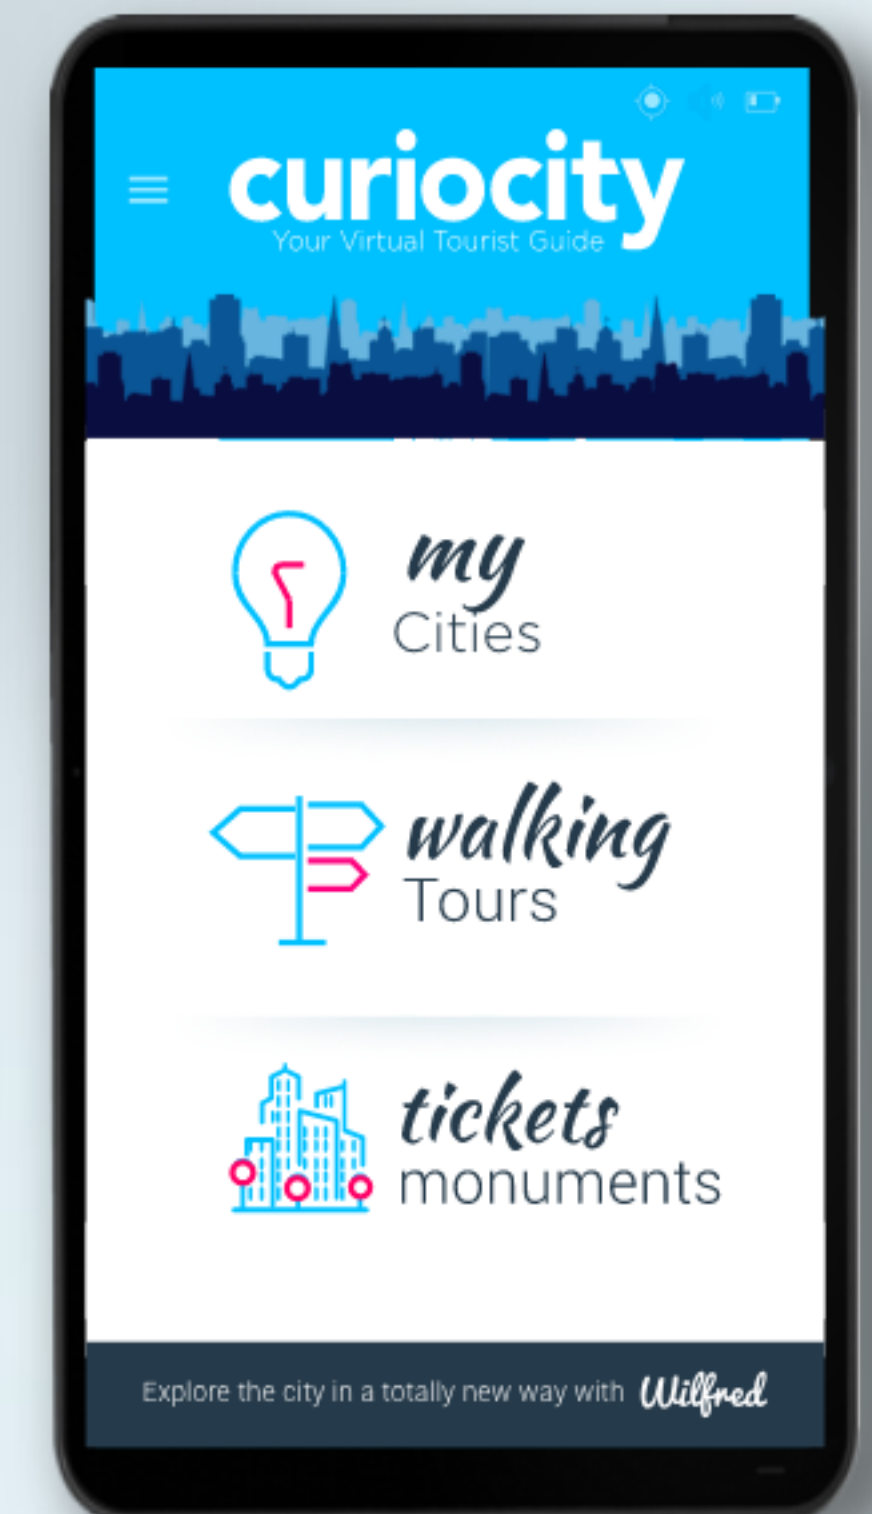 curiocity
Your Virtual Tourist Guide
my
Cities
walking
Tours
tickets
monuments
Explore the city in a totally new way with Wilfred